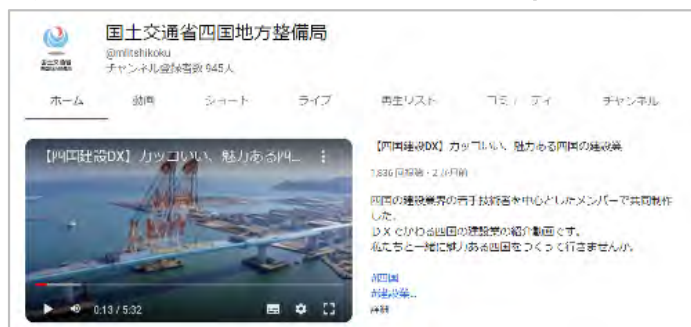 国土交通省四国地方整備局
@mlitshikoku
チャンネル登録者数 945人
国土交通省
ホーム 動画 ショート ライブ 再生リスト コミュニティ チャンネル
【四国建設DX】カッコいい、魅力ある四...
【四国建設DX】カッコいい、魅力ある四国の建設業
1,836 回視聴・2 か月前
四国の建設業界の若手技術者を中心としたメンバーで共同制作
した、
DXでかわる四国の建設業の紹介動画です。
私たちと一緒に魅力ある四国をつくって行きませんか。
#四国
#建設業...
詳細
0:13 / 5:32